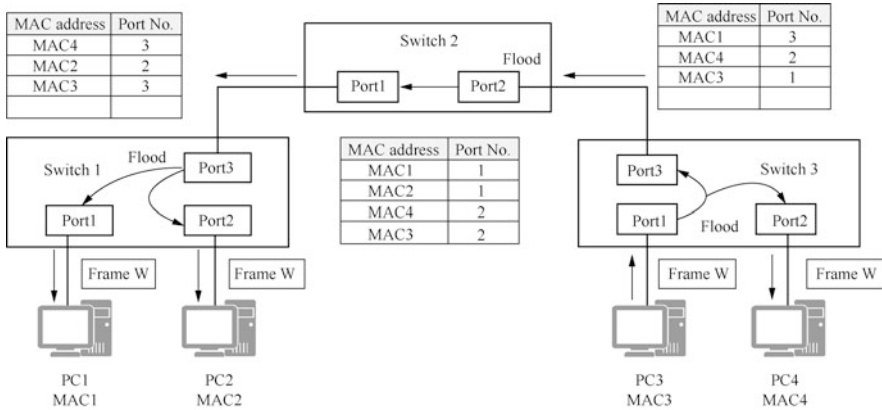 MAC address Port No.
MAC4 3
MAC2 2
MAC3 3
Switch 2
Flood
Port1 Port2
MAC address Port No.
MAC1 3
MAC4 2
MAC3 1
Switch 1
Flood
Port3
Port1
Port2
Frame W
Frame W
MAC address Port No.
MAC1 1
MAC2 1
MAC4 2
MAC3 2
Port3
Switch 3
Port1
Flood
Port2
Frame W
Frame W
PC1
MAC1
PC2
MAC2
PC3
MAC3
PC4
MAC4